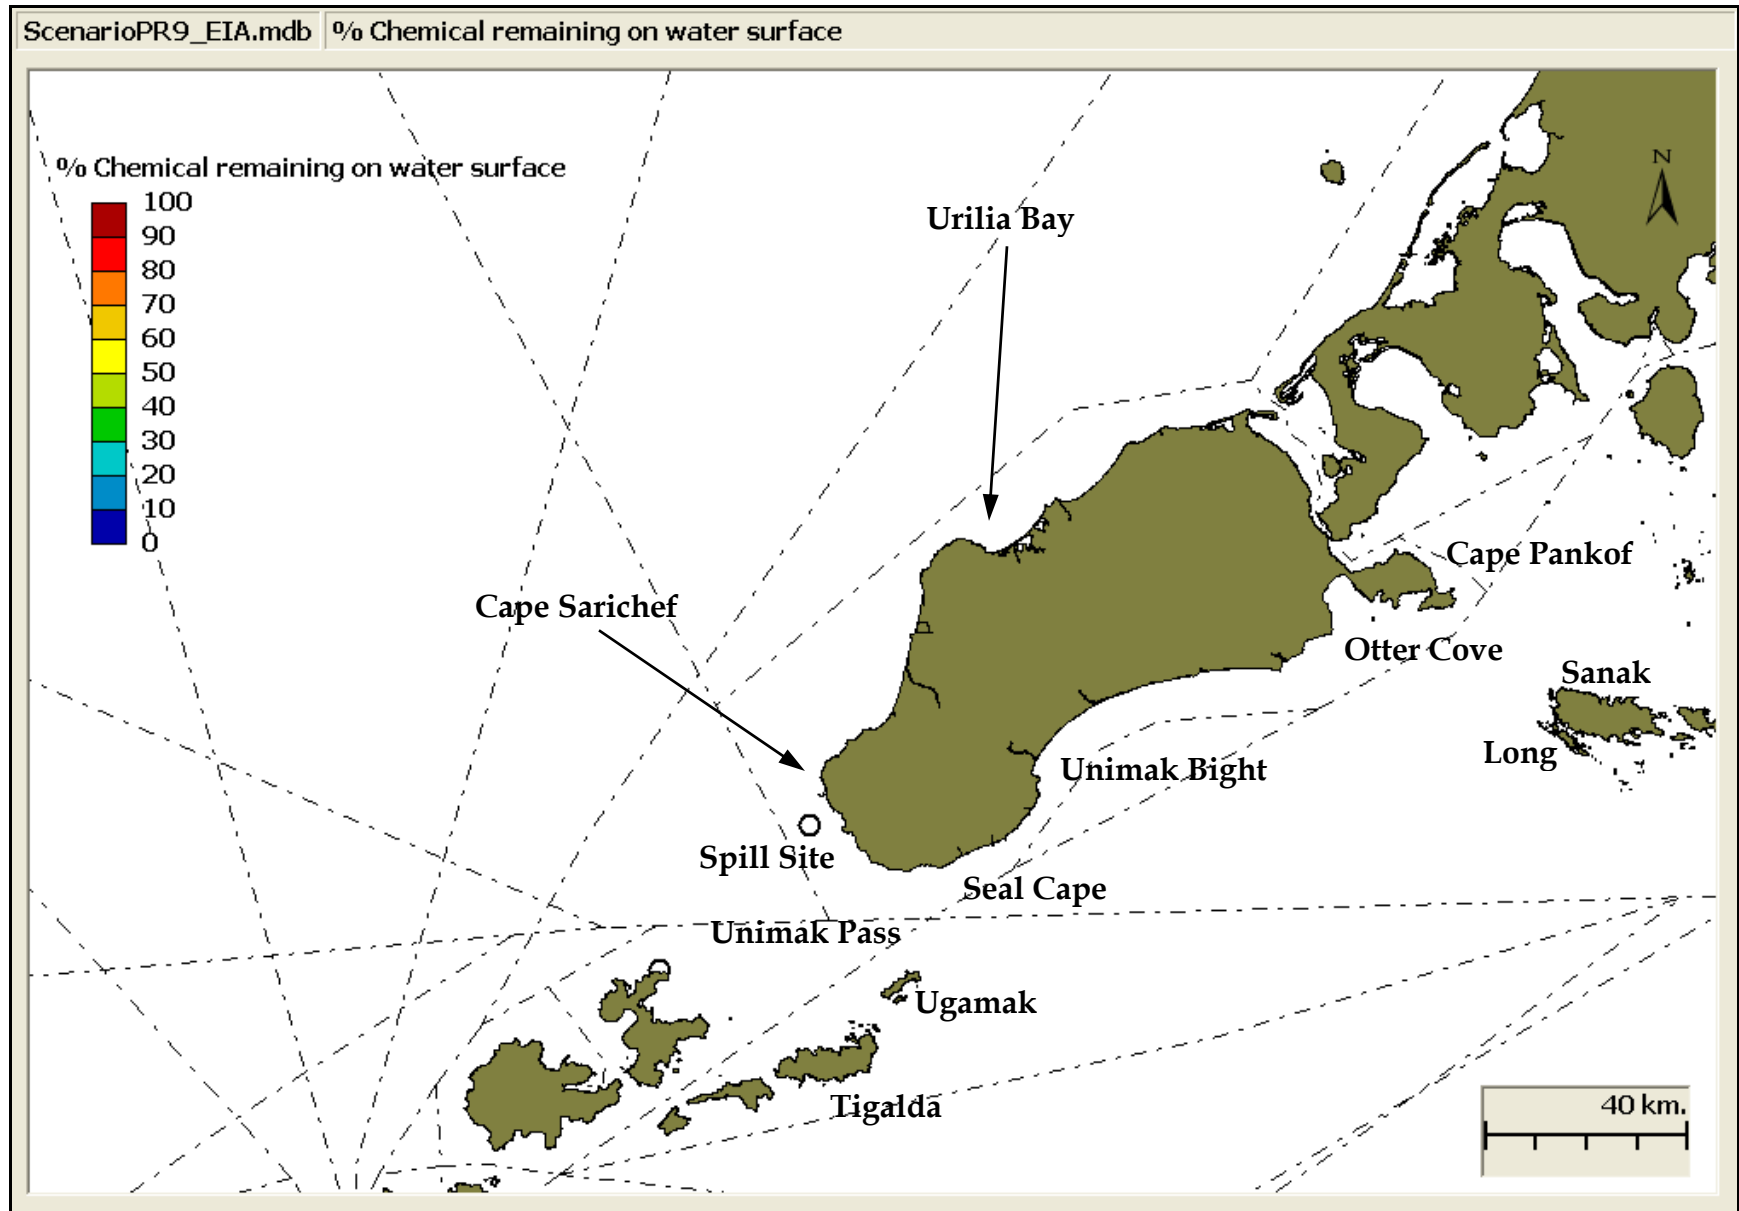 ScenarioPR9_EIA.mdb % Chemical remaining on water surface
% Chemical remaining on water surface
100
90
80
70
60
50
40
30
20
10
0
N
Urilia Bay
Cape Sarichef
Cape Pankof
Otter Cove
Sanak
Long
Unimak Bight
Spill Site
Seal Cape
Unimak Pass
Ugamak
Tigalda
40 km.